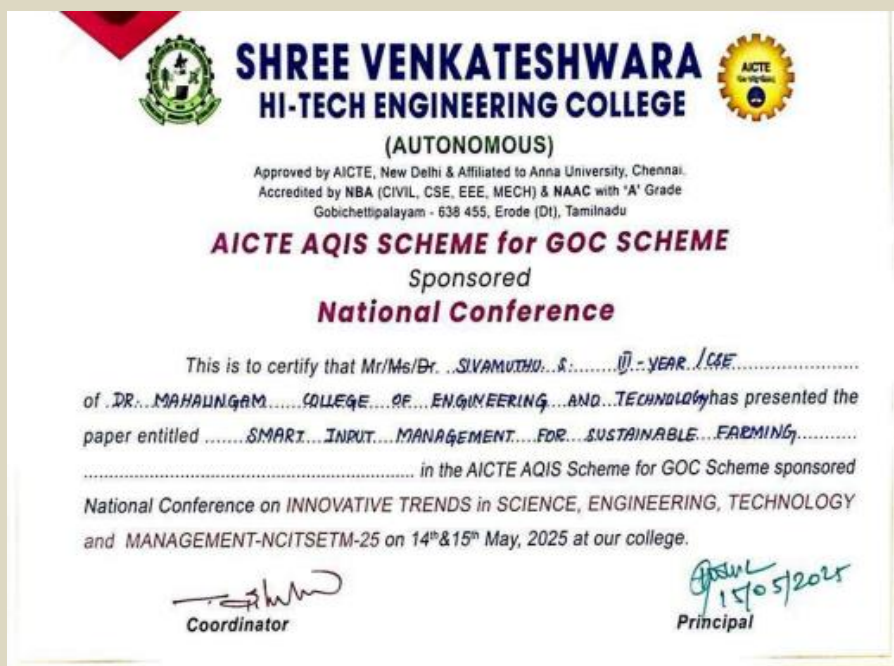 SHREE VENKATESHWARA
HI-TECH ENGINEERING COLLEGE
AICTE
(AUTONOMOUS)
Approved by AICTE, New Delhi & Affiliated to Anna University, Chennai.
Accredited by NBA (CIVIL, CSE, EEE, MECH) & NAAC with 'A' Grade
Gobichettipalayam - 638 455, Erode (Dt), Tamilnadu
AICTE AQIS SCHEME for GOC SCHEME
Sponsored
National Conference
This is to certify that Mr/Ms/Dr. SIVAMUTHU. S. III - YEAR / CSE
of DR. MAHALINGAM COLLEGE OF ENGINEERING AND TECHNOLOGY has presented the
paper entitled SMART INPUT MANAGEMENT FOR SUSTAINABLE FARMING
in the AICTE AQIS Scheme for GOC Scheme sponsored
National Conference on INNOVATIVE TRENDS in SCIENCE, ENGINEERING, TECHNOLOGY
and MANAGEMENT-NCITSETM-25 on 14th&15th May, 2025 at our college.
15/05/2025
Coordinator Principal